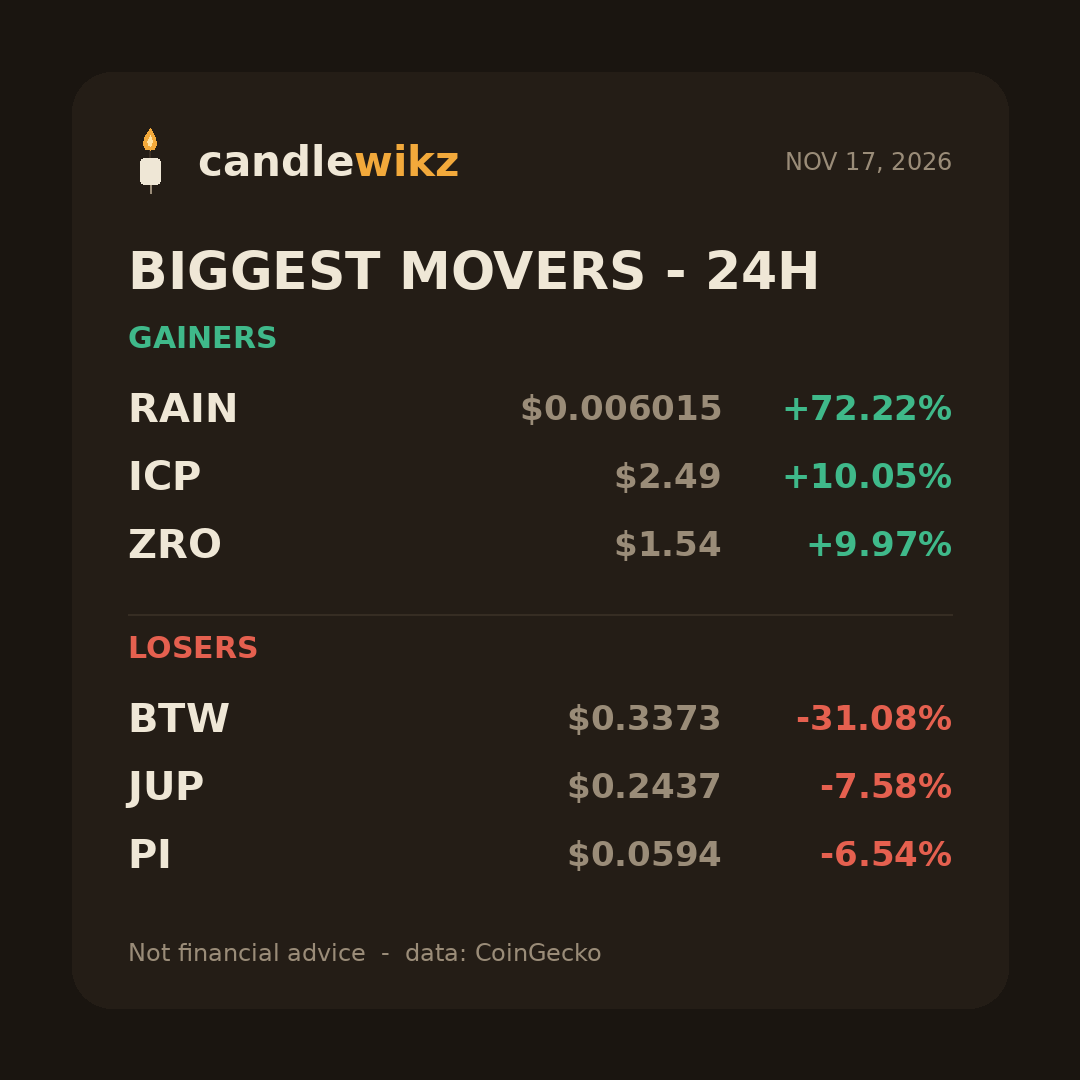 candlewikz NOV 17, 2026
BIGGEST MOVERS - 24H
GAINERS
RAIN $0.006015 +72.22%
ICP $2.49 +10.05%
ZRO $1.54 +9.97%
LOSERS
BTW $0.3373 -31.08%
JUP $0.2437 -7.58%
PI $0.0594 -6.54%
Not financial advice - data: CoinGecko